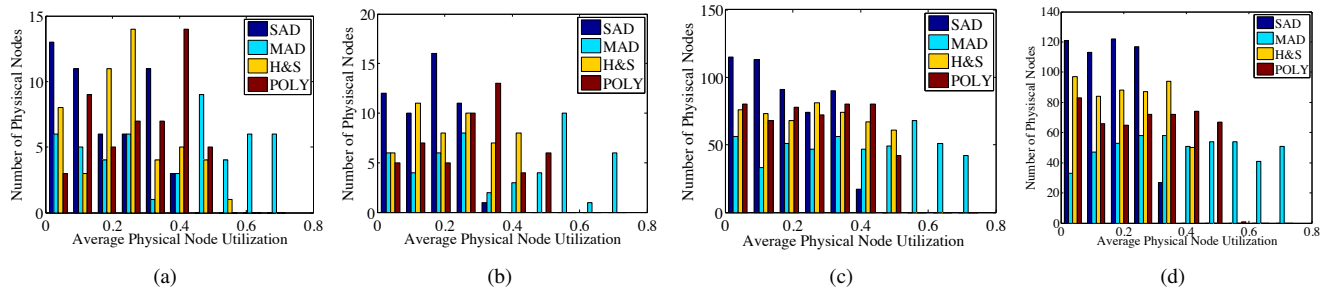 15
10
5
0
0
0.2
0.4
0.6
0.8
Number of Physiscal Nodes
Average Physical Node Utilization
SAD
MAD
H&S
POLY
(a)
20
15
10
5
0
0
0.2
0.4
0.6
0.8
Number of Physiscal Nodes
Average Physical Node Utilization
SAD
MAD
H&S
POLY
(b)
150
100
50
0
0
0.2
0.4
0.6
0.8
Number of Physiscal Nodes
Average Physical Node Utilization
SAD
MAD
H&S
POLY
(c)
140
120
100
80
60
40
20
0
0
0.2
0.4
0.6
0.8
Number of Physiscal Nodes
Average Physical Node Utilization
SAD
MAD
H&S
POLY
(d)